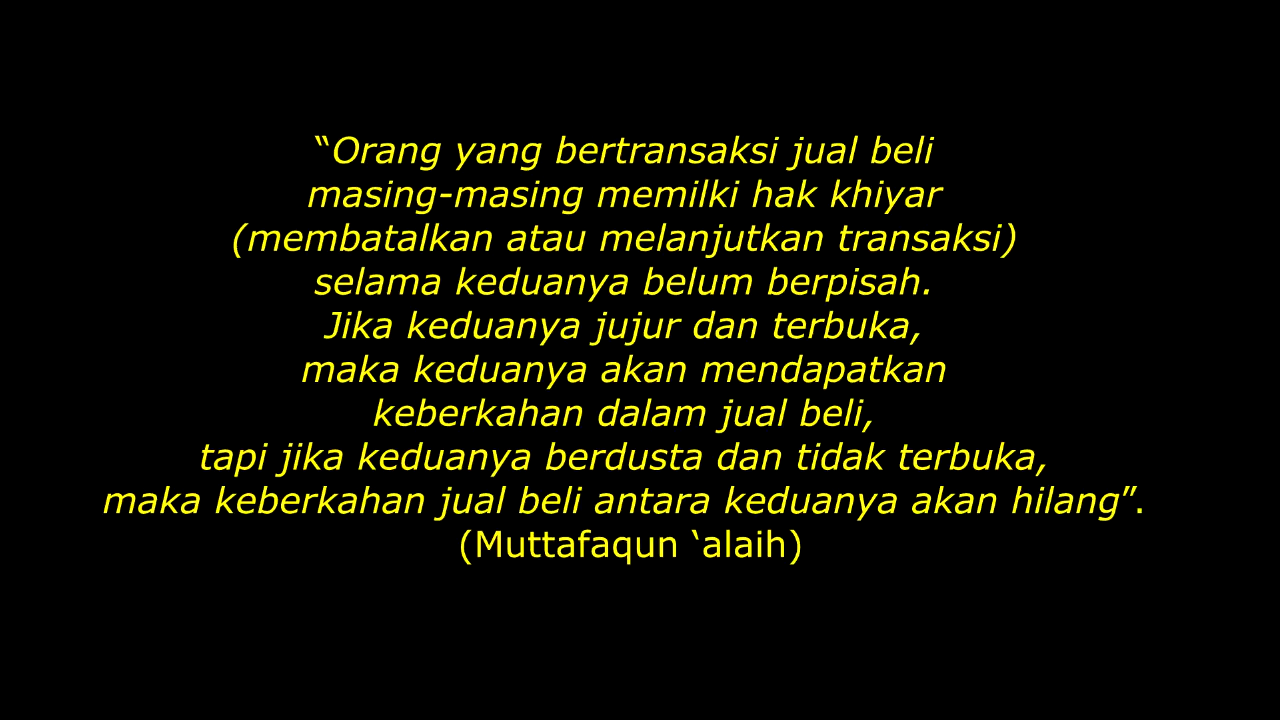 “Orang yang bertransaksi jual beli
masing-masing memilki hak khiyar
(membatalkan atau melanjutkan transaksi)
selama keduanya belum berpisah.
Jika keduanya jujur dan terbuka,
maka keduanya akan mendapatkan
keberkahan dalam jual beli,
tapi jika keduanya berdusta dan tidak terbuka,
maka keberkahan jual beli antara keduanya akan hilang”.
(Muttafaqun ‘alaih)